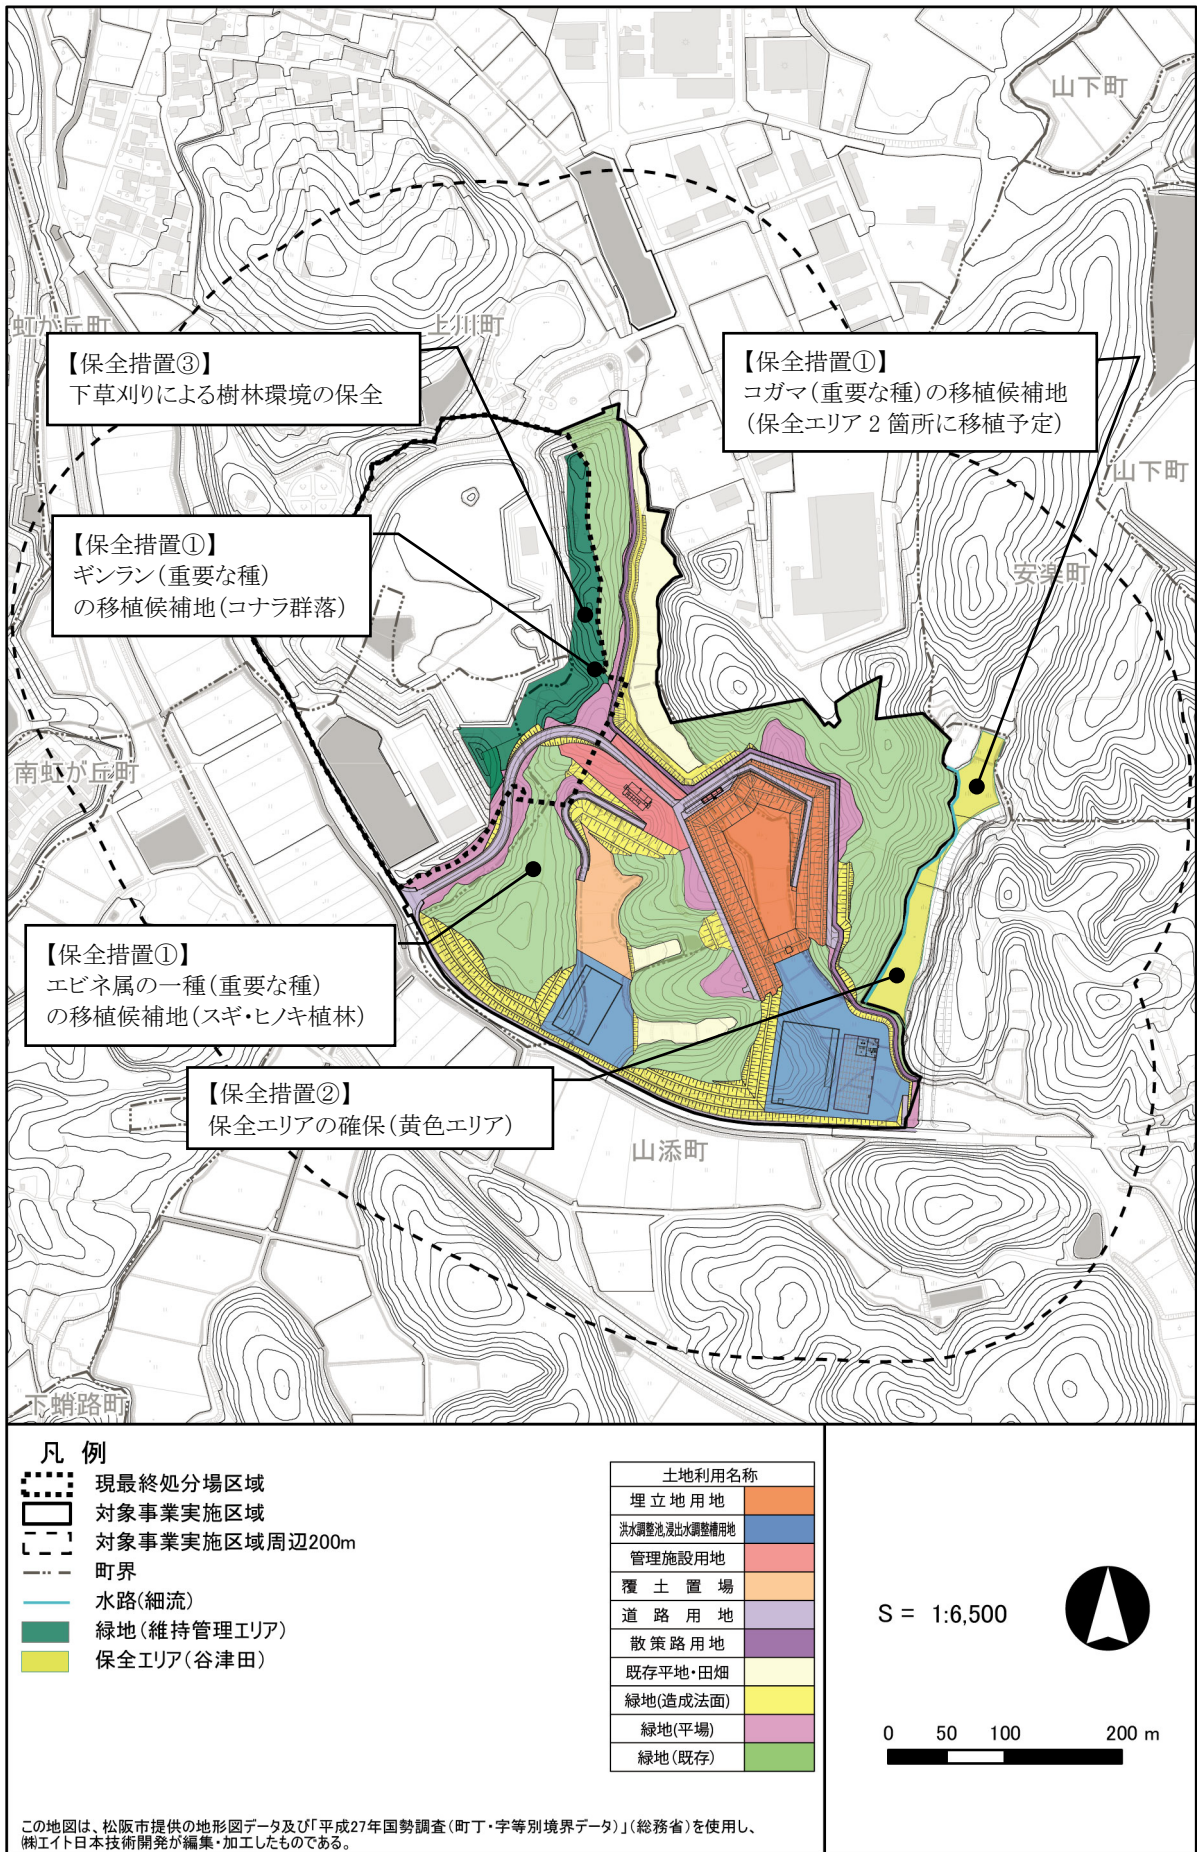 山下町
虹が丘町
上川町
【保全措置③】
下草刈りによる樹林環境の保全
【保全措置①】
コガマ(重要な種)の移植候補地
(保全エリア 2 箇所に移植予定)
山下町
【保全措置①】
ギンラン(重要な種)
の移植候補地(コナラ群落)
安楽町
南虹が丘町
【保全措置①】
エビネ属の一種(重要な種)
の移植候補地(スギ・ヒノキ植林)
【保全措置②】
保全エリアの確保(黄色エリア)
山添町
下蛸路町
凡 例
現最終処分場区域
対象事業実施区域
対象事業実施区域周辺200m
町界
水路(細流)
緑地(維持管理エリア)
保全エリア(谷津田)
土地利用名称
埋立地用地
洪水調整池,浸出水調整槽用地
管理施設用地
覆土置場
道路用地
散策路用地
既存平地・田畑
緑地(造成法面)
緑地(平場)
緑地(既存)
S = 1:6,500
0 50 100 200 m
この地図は、松阪市提供の地形図データ及び「平成27年国勢調査(町丁・字等別境界データ)」(総務省)を使用し、
㈱エイト日本技術開発が編集・加工したものである。